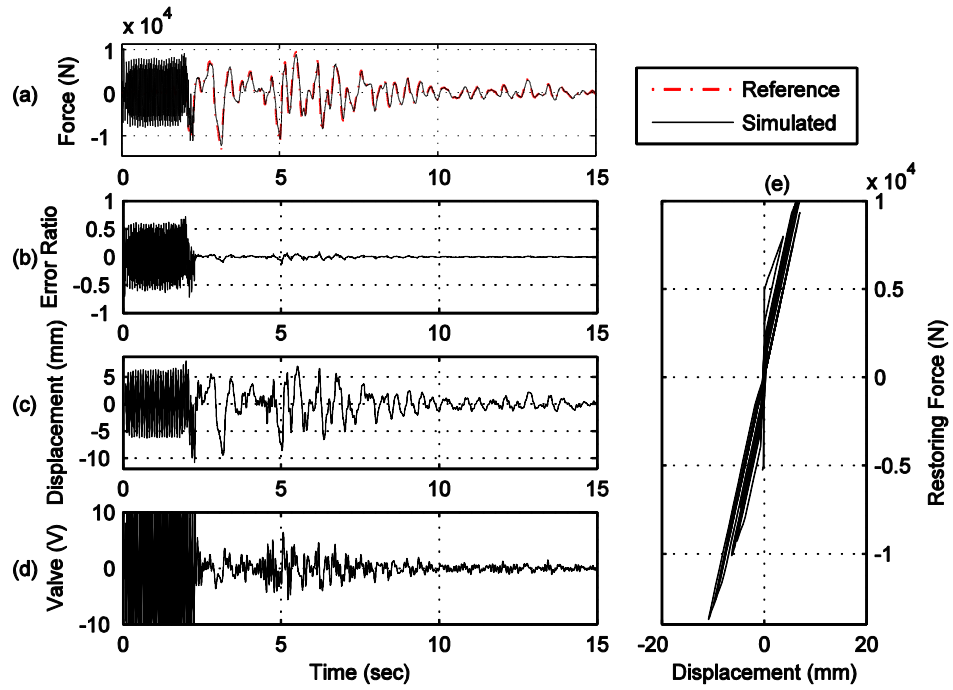 x 10^4
(a)
Force (N)
1
0
-1
0 5 10 15
Reference
Simulated
(b)
Error Ratio
1
0.5
0
-0.5
-1
0 5 10 15
(c)
Displacement (mm)
5
0
-5
-10
0 5 10 15
(d)
Valve (V)
10
0
-10
0 5 10 15
Time (sec)
(e)
x 10^4
1
0.5
0
-0.5
-1
Restoring Force (N)
-20 0 20
Displacement (mm)